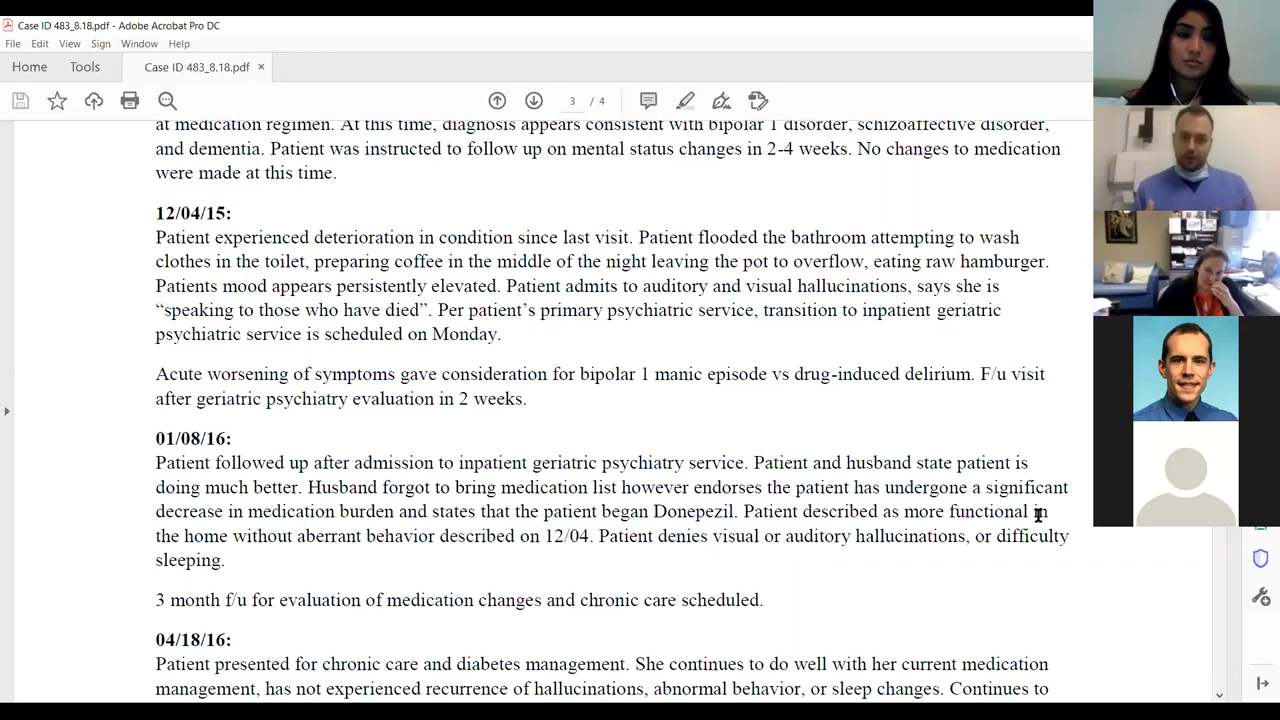 Case ID 483_8.18.pdf - Adobe Acrobat Pro DC
File Edit View Sign Window Help
Home Tools Case ID 483_8.18.pdf ×
3 / 4
at medication regimen. At this time, diagnosis appears consistent with bipolar 1 disorder, schizoaffective disorder,
and dementia. Patient was instructed to follow up on mental status changes in 2-4 weeks. No changes to medication
were made at this time.
12/04/15:
Patient experienced deterioration in condition since last visit. Patient flooded the bathroom attempting to wash
clothes in the toilet, preparing coffee in the middle of the night leaving the pot to overflow, eating raw hamburger.
Patients mood appears persistently elevated. Patient admits to auditory and visual hallucinations, says she is
“speaking to those who have died”. Per patient’s primary psychiatric service, transition to inpatient geriatric
psychiatric service is scheduled on Monday.
Acute worsening of symptoms gave consideration for bipolar 1 manic episode vs drug-induced delirium. F/u visit
after geriatric psychiatry evaluation in 2 weeks.
01/08/16:
Patient followed up after admission to inpatient geriatric psychiatry service. Patient and husband state patient is
doing much better. Husband forgot to bring medication list however endorses the patient has undergone a significant
decrease in medication burden and states that the patient began Donepezil. Patient described as more functional in
the home without aberrant behavior described on 12/04. Patient denies visual or auditory hallucinations, or difficulty
sleeping.
3 month f/u for evaluation of medication changes and chronic care scheduled.
04/18/16:
Patient presented for chronic care and diabetes management. She continues to do well with her current medication
management, has not experienced recurrence of hallucinations, abnormal behavior, or sleep changes. Continues to